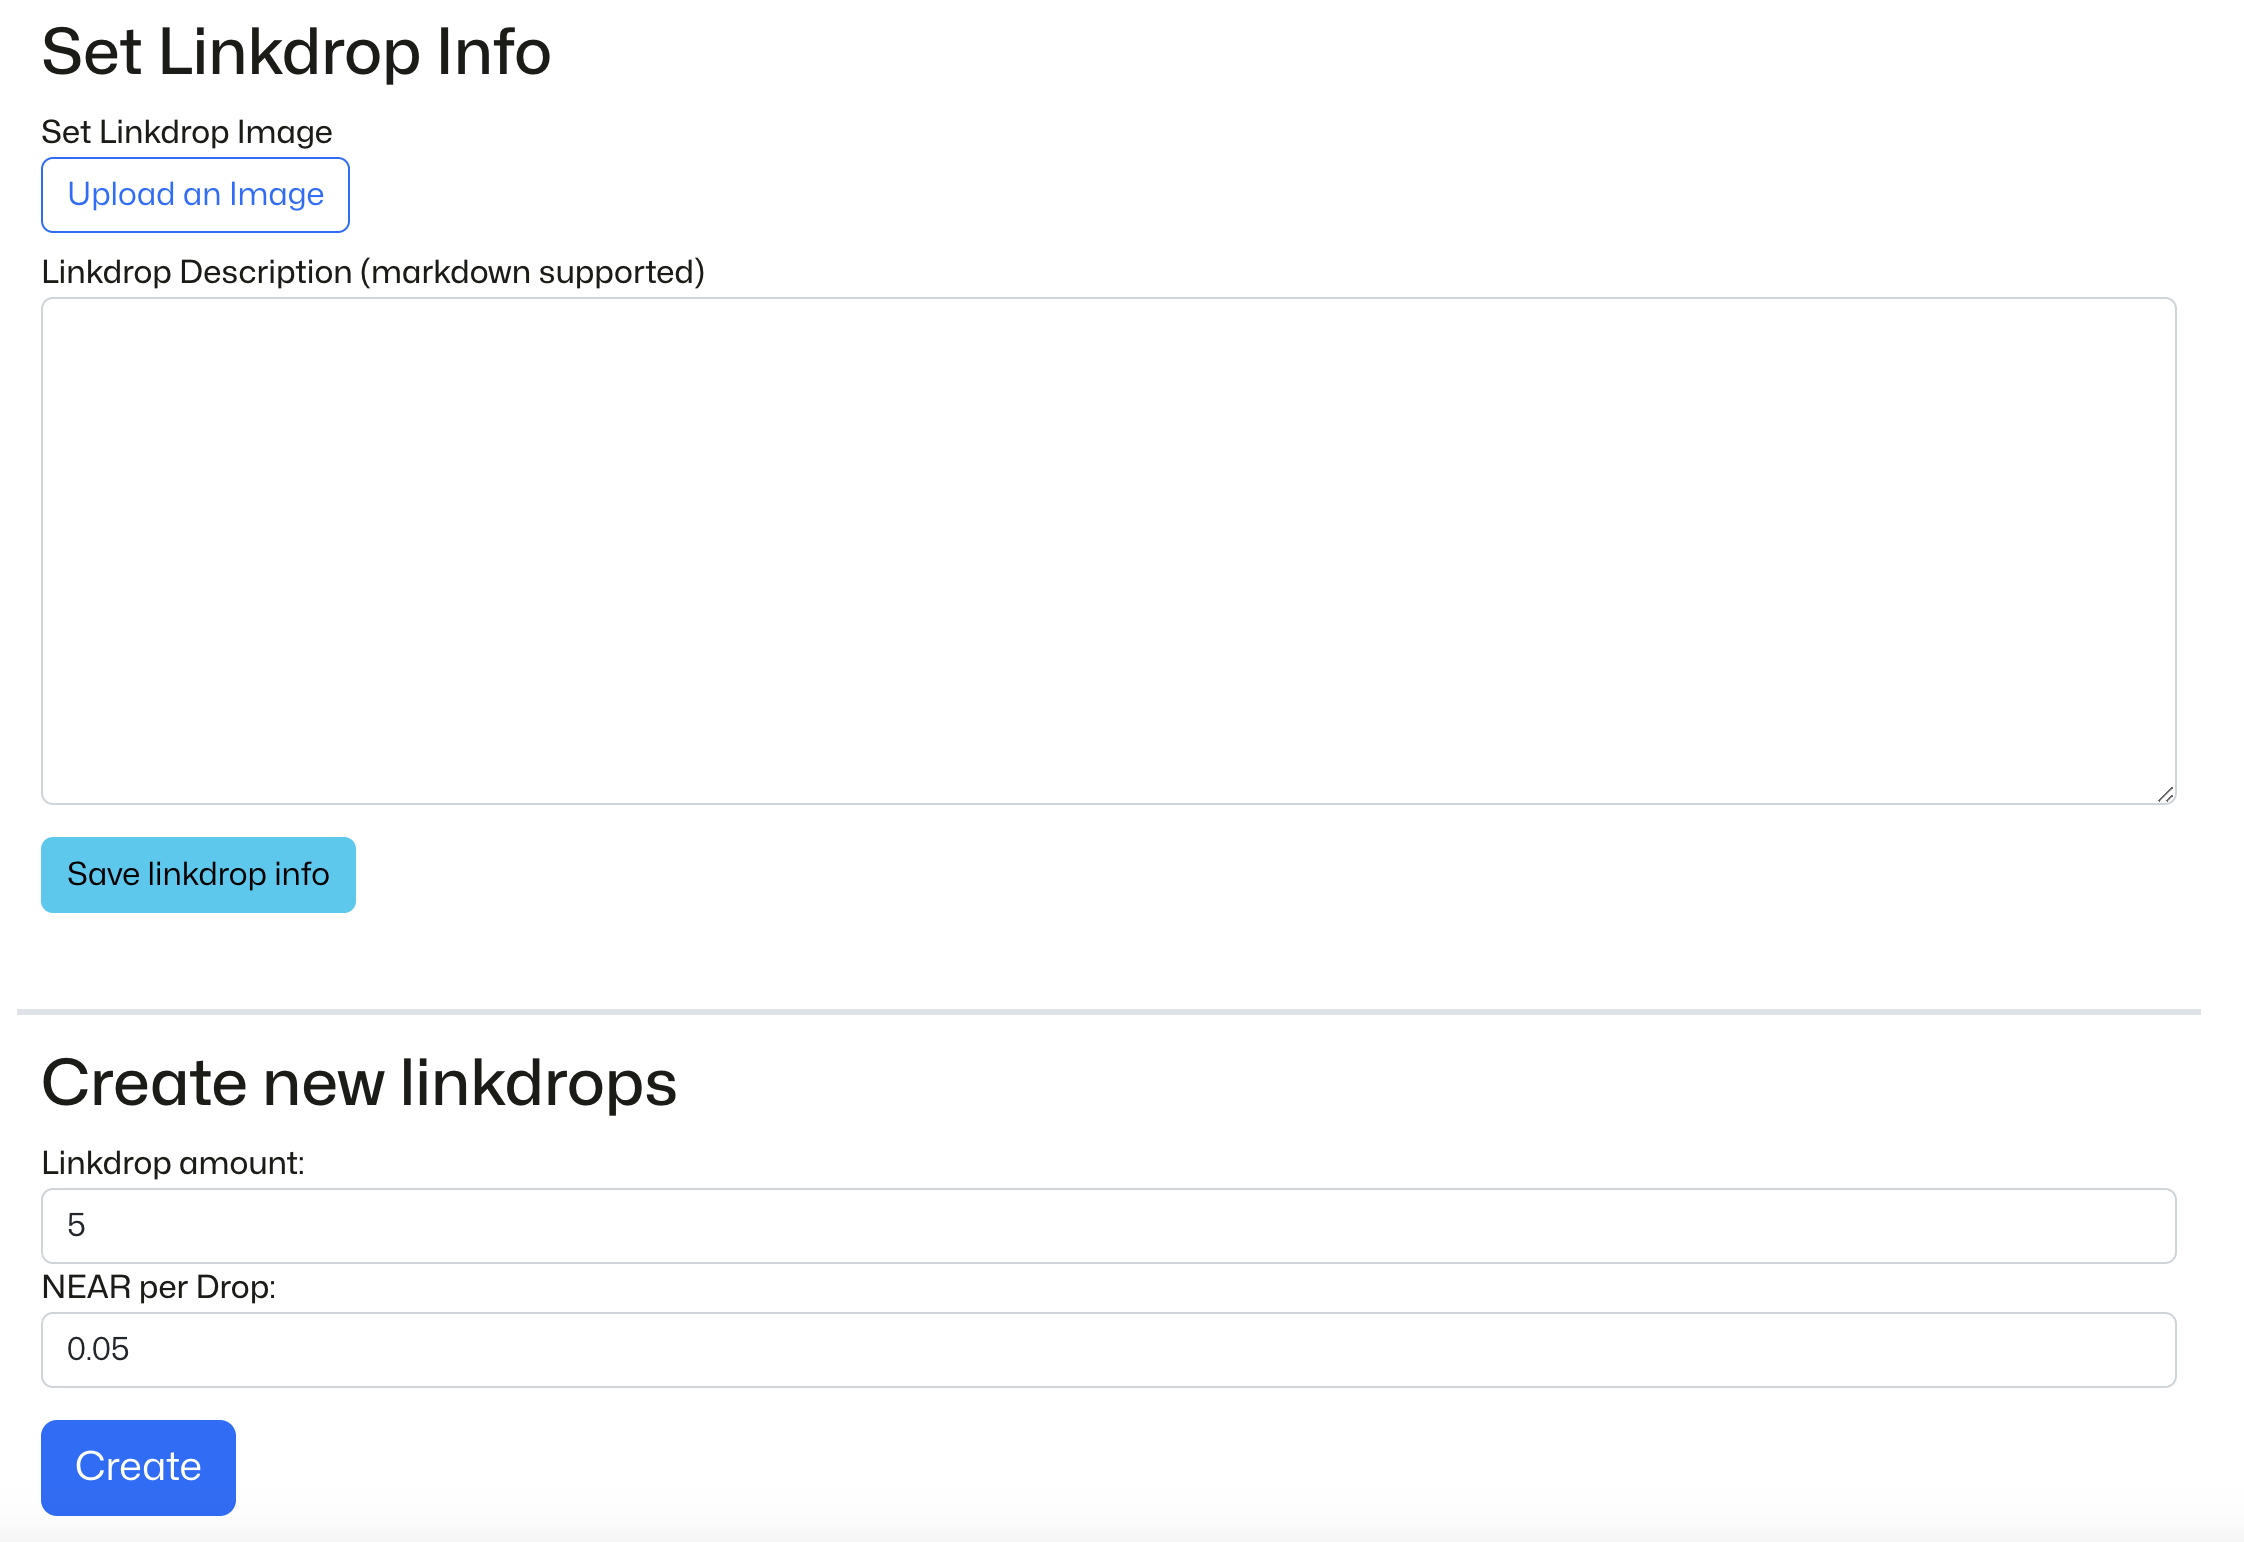 Set Linkdrop Info
Set Linkdrop Image
Upload an Image
Linkdrop Description (markdown supported)
Save linkdrop info
Create new linkdrops
Linkdrop amount:
5
NEAR per Drop:
0.05
Create